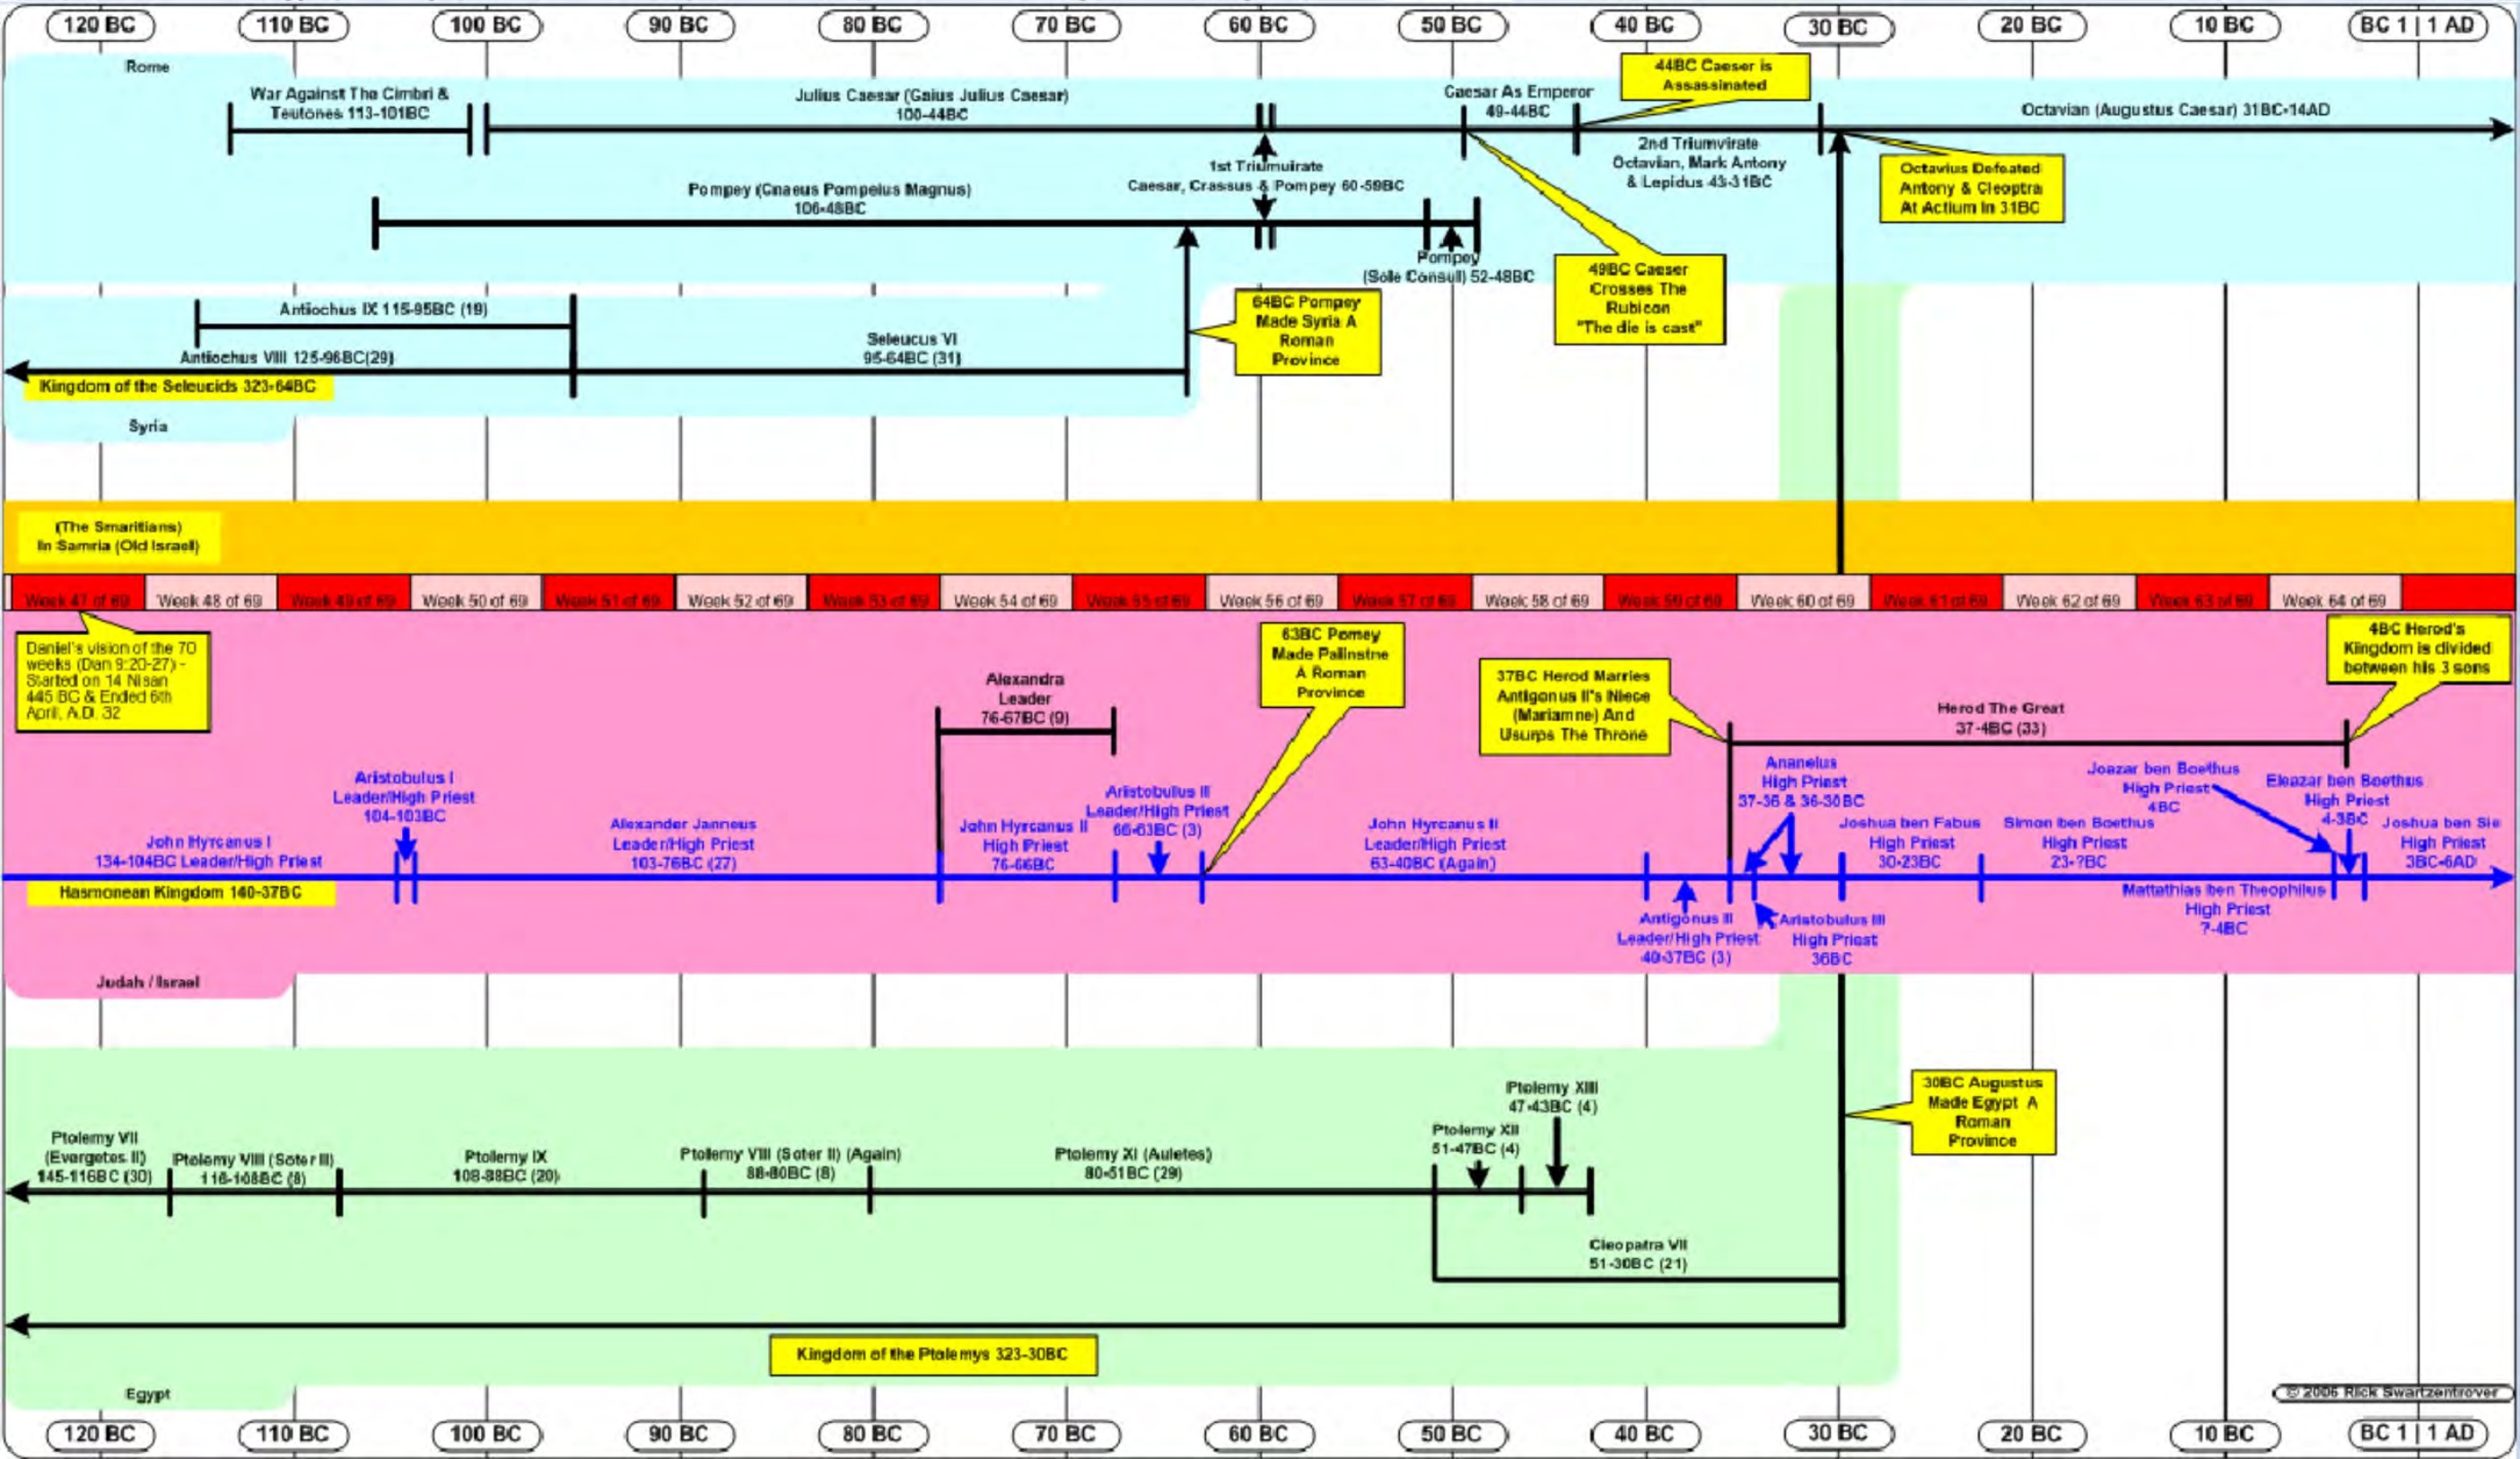 120 BC
110 BC
100 BC
90 BC
80 BC
70 BC
60 BC
50 BC
40 BC
30 BC
20 BC
10 BC
BC 1 | 1 AD
Rome
War Against The Cimbri &
Teutones 113-101BC
Julius Caesar (Gaius Julius Caesar)
100-44BC
Caesar As Emperor
49-44BC
44BC Caeser is
Assassinated
Octavian (Augustus Caesar) 31BC-14AD
1st Triumuirate
Caesar, Crassus & Pompey 60-59BC
2nd Triumvirate
Octavian, Mark Antony
& Lepidus 43-31BC
Octavius Defeated
Antony & Cleoptra
At Actium In 31BC
Pompey (Cnaeus Pompeius Magnus)
106-48BC
Pompey
(Sole Consul) 52-48BC
49BC Caeser
Crosses The
Rubicon
"The die is cast"
Antiochus IX 115-95BC (19)
Antiochus VIII 125-96BC(29)
Seleucus VI
95-64BC (31)
64BC Pompey
Made Syria A
Roman
Province
Kingdom of the Seleucids 323-64BC
Syria
(The Smaritians)
In Samria (Old Israel)
Week 47 of 69
Week 48 of 69
Week 49 of 69
Week 50 of 69
Week 51 of 69
Week 52 of 69
Week 53 of 69
Week 54 of 69
Week 55 of 69
Week 56 of 69
Week 57 of 69
Week 58 of 69
Week 59 of 69
Week 60 of 69
Week 61 of 69
Week 62 of 69
Week 63 of 69
Week 64 of 69
Daniel's vision of the 70
weeks (Dan 9:20-27) -
Started on 14 Nisan
445 BC & Ended 6th
April, A.D. 32
Alexandra
Leader
76-67BC (9)
63BC Pomey
Made Palinstne
A Roman
Province
37BC Herod Marries
Antigonus II's Niece
(Mariamne) And
Usurps The Throne
Herod The Great
37-4BC (33)
4BC Herod's
Kingdom is divided
between his 3 sons
John Hyrcanus I
134-104BC Leader/High Priest
Aristobulus I
Leader/High Priest
104-103BC
Alexander Janneus
Leader/High Priest
103-76BC (27)
John Hyrcanus II
High Priest
76-66BC
Aristobulus II
Leader/High Priest
66-63BC (3)
John Hyrcanus II
Leader/High Priest
63-40BC (Again)
Ananelus
High Priest
37-36 & 36-30BC
Joshua ben Fabus
High Priest
30-23BC
Simon ben Boethus
High Priest
23-?BC
Joazar ben Boethus
High Priest
4BC
Eleazar ben Boethus
High Priest
4-3BC
Joshua ben Sie
High Priest
3BC-6AD
Hasmonean Kingdom 140-37BC
Antigonus II
Leader/High Priest
40-37BC (3)
Aristobulus III
High Priest
36BC
Mattathias ben Theophilus
High Priest
?-4BC
Judah / Israel
Ptolemy VII
(Evergetes II)
145-116BC (30)
Ptolemy VIII (Soter II)
116-108BC (8)
Ptolemy IX
108-88BC (20)
Ptolemy VIII (Soter II) (Again)
88-80BC (8)
Ptolemy XI (Auletes)
80-51BC (29)
Ptolemy XII
51-47BC (4)
Ptolemy XIII
47-43BC (4)
30BC Augustus
Made Egypt A
Roman
Province
Cleopatra VII
51-30BC (21)
Kingdom of the Ptolemys 323-30BC
Egypt
© 2006 Rick Swartzentrover
120 BC
110 BC
100 BC
90 BC
80 BC
70 BC
60 BC
50 BC
40 BC
30 BC
20 BC
10 BC
BC 1 | 1 AD